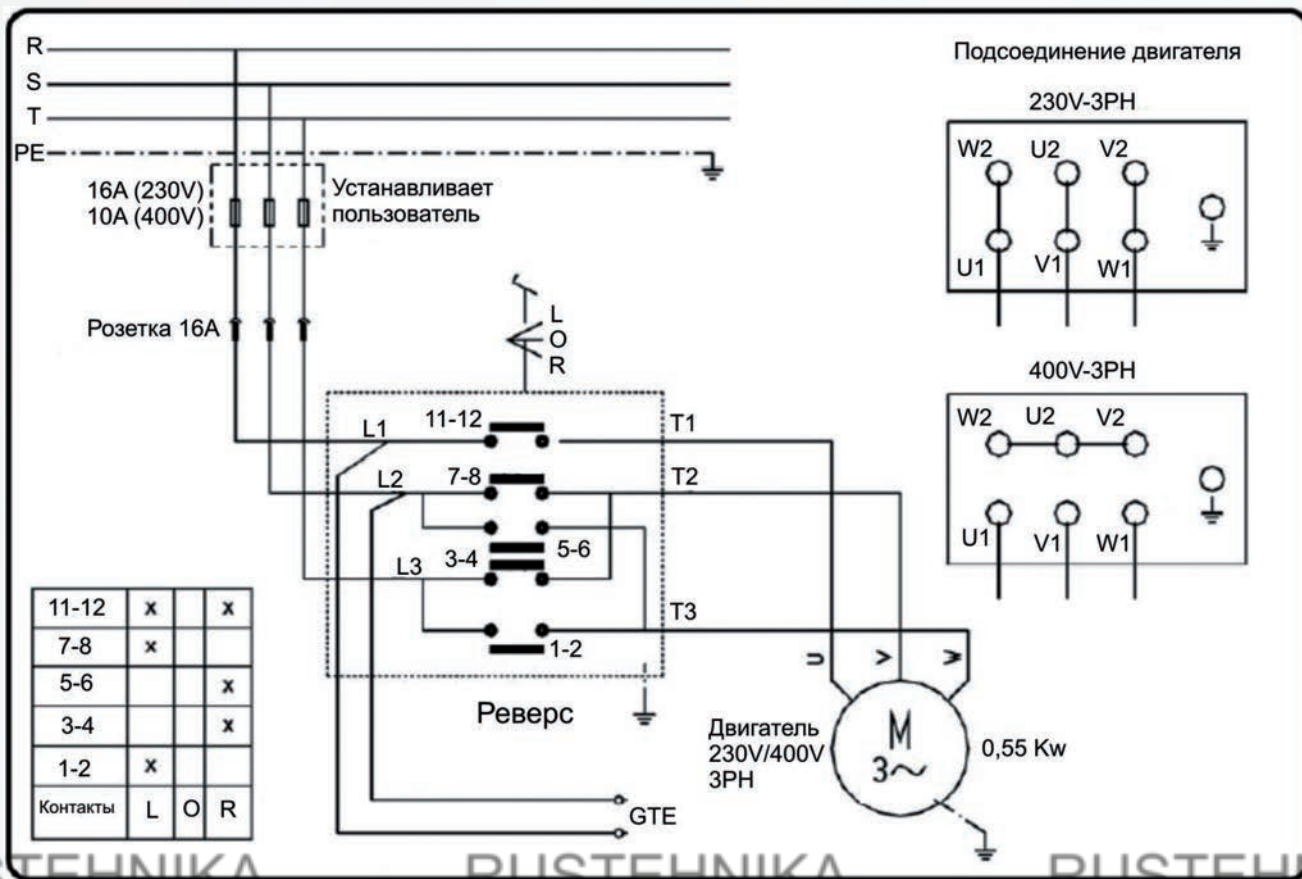 R
S
T
PE
16A (230V)
10A (400V)
Устанавливает
пользователь
Розетка 16А
L
O
R
L1
11-12
T1
L2
7-8
T2
5-6
L3
3-4
T3
1-2
Реверс
U
V
W
Двигатель
230V/400V
3PH
M
3~
0,55 Kw
GTE
11-12 x x
7-8 x
5-6 x
3-4 x
1-2 x
Контакты L O R
Подсоединение двигателя
230V-3PH
W2 U2 V2
U1 V1 W1
400V-3PH
W2 U2 V2
U1 V1 W1
RUSTEHNIKA